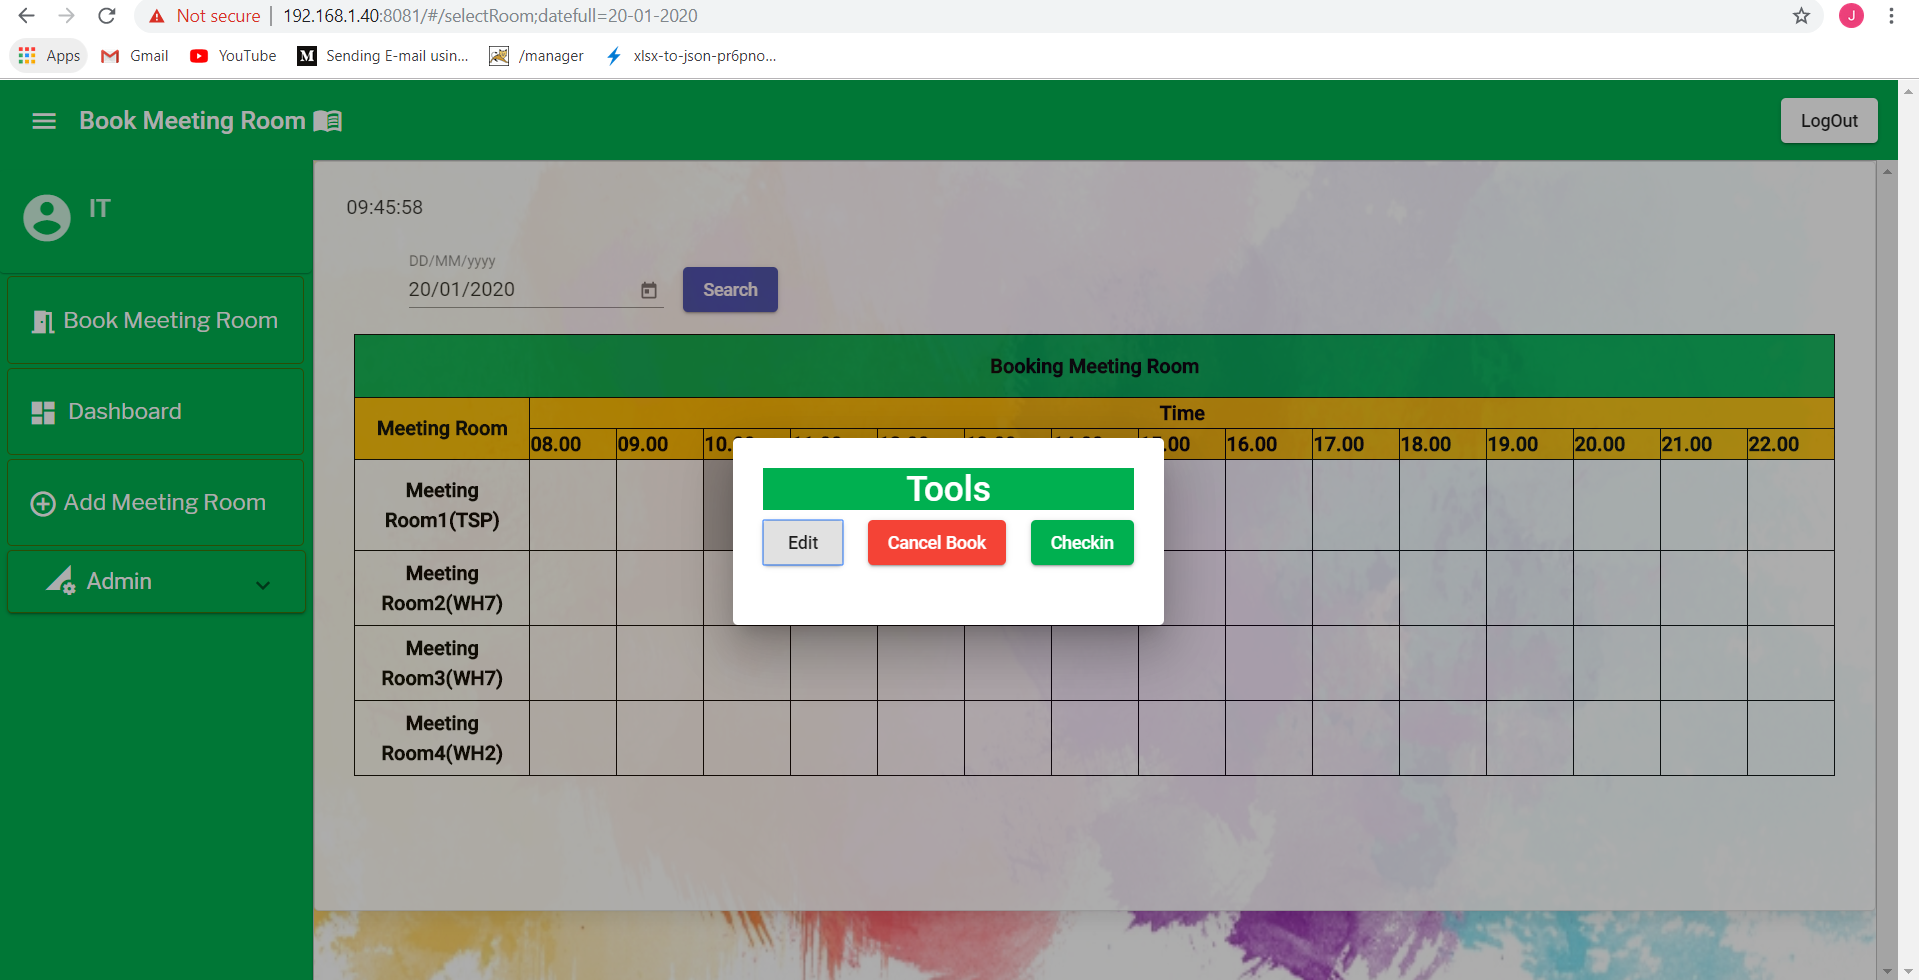 Not secure | 192.168.1.40:8081/#/selectRoom;datefull=20-01-2020
J
Apps Gmail YouTube M Sending E-mail usin... /manager xlsx-to-json-pr6pno...
Book Meeting Room LogOut
IT
Book Meeting Room
Dashboard
Add Meeting Room
Admin
09:45:58
DD/MM/yyyy
20/01/2020 Search
Booking Meeting Room
Meeting Room Time
08.00 09.00 16.00 17.00 18.00 19.00 20.00 21.00 22.00
Meeting
Room1(TSP)
Meeting
Room2(WH7)
Meeting
Room3(WH7)
Meeting
Room4(WH2)
Tools
Edit Cancel Book Checkin